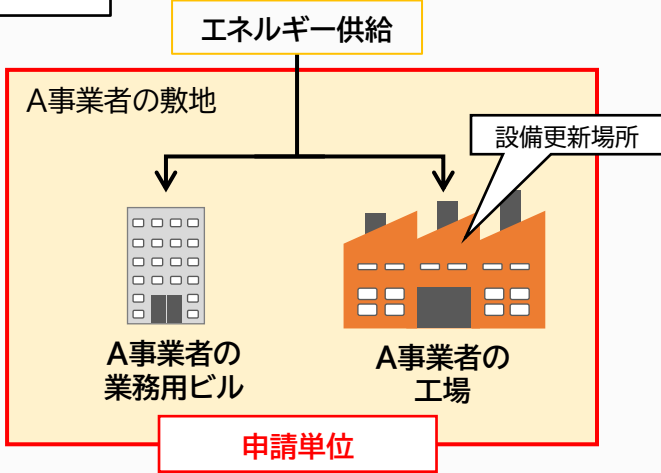 エネルギー供給
A事業者の敷地
設備更新場所
A事業者の
業務用ビル
A事業者の
工場
申請単位